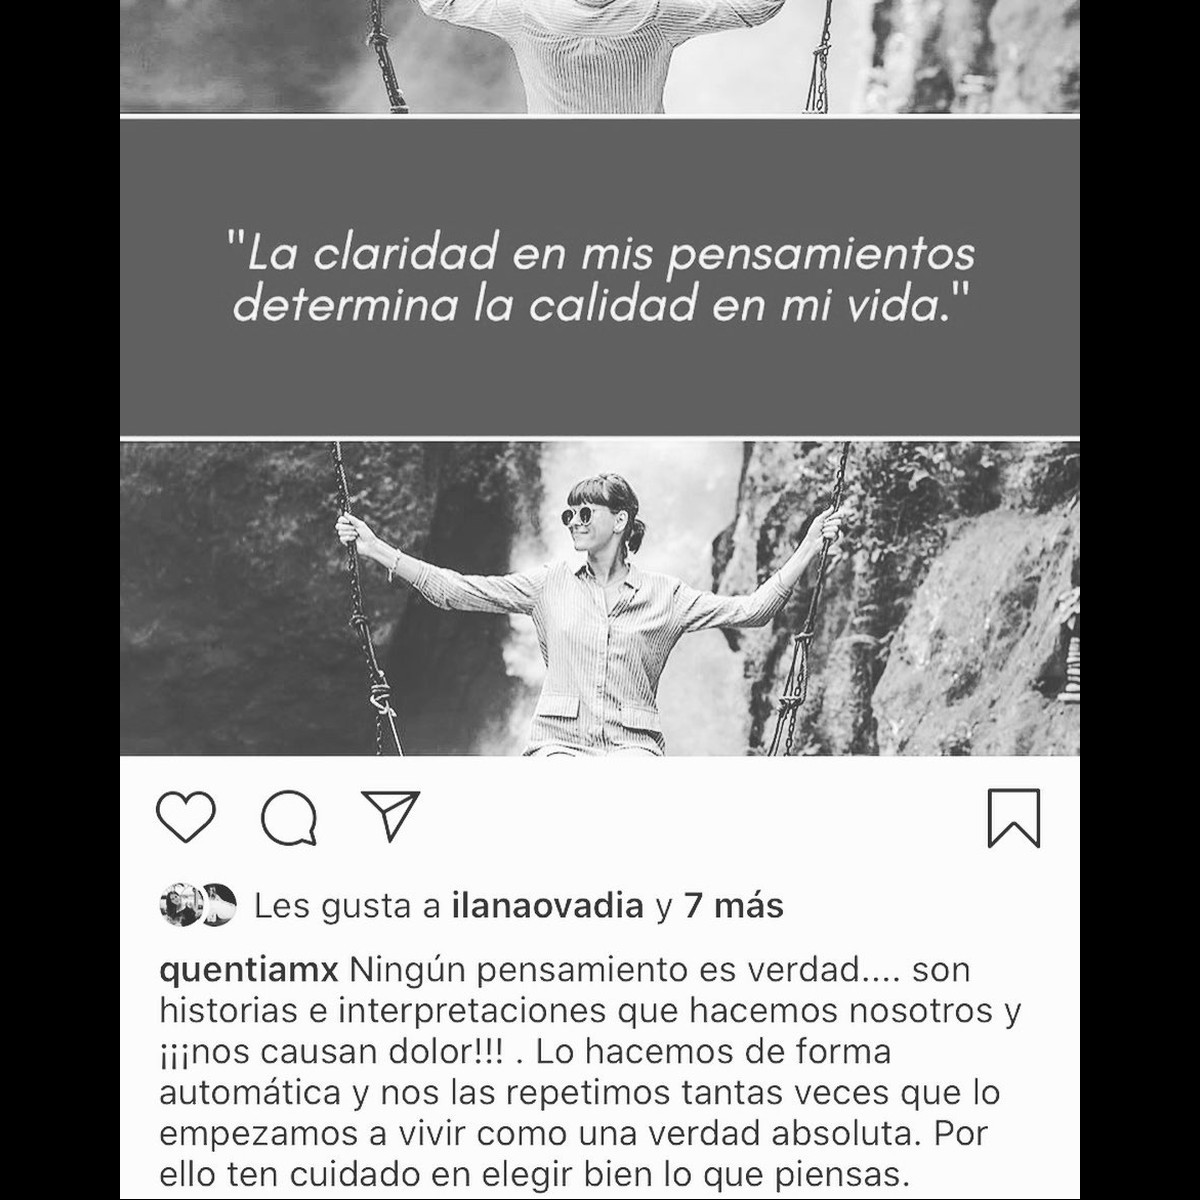 "La claridad en mis pensamientos
determina la calidad en mi vida."
Les gusta a ilanaovadia y 7 más
quentiamx Ningún pensamiento es verdad.... son
historias e interpretaciones que hacemos nosotros y
¡¡¡nos causan dolor!!! . Lo hacemos de forma
automática y nos las repetimos tantas veces que lo
empezamos a vivir como una verdad absoluta. Por
ello ten cuidado en elegir bien lo que piensas.